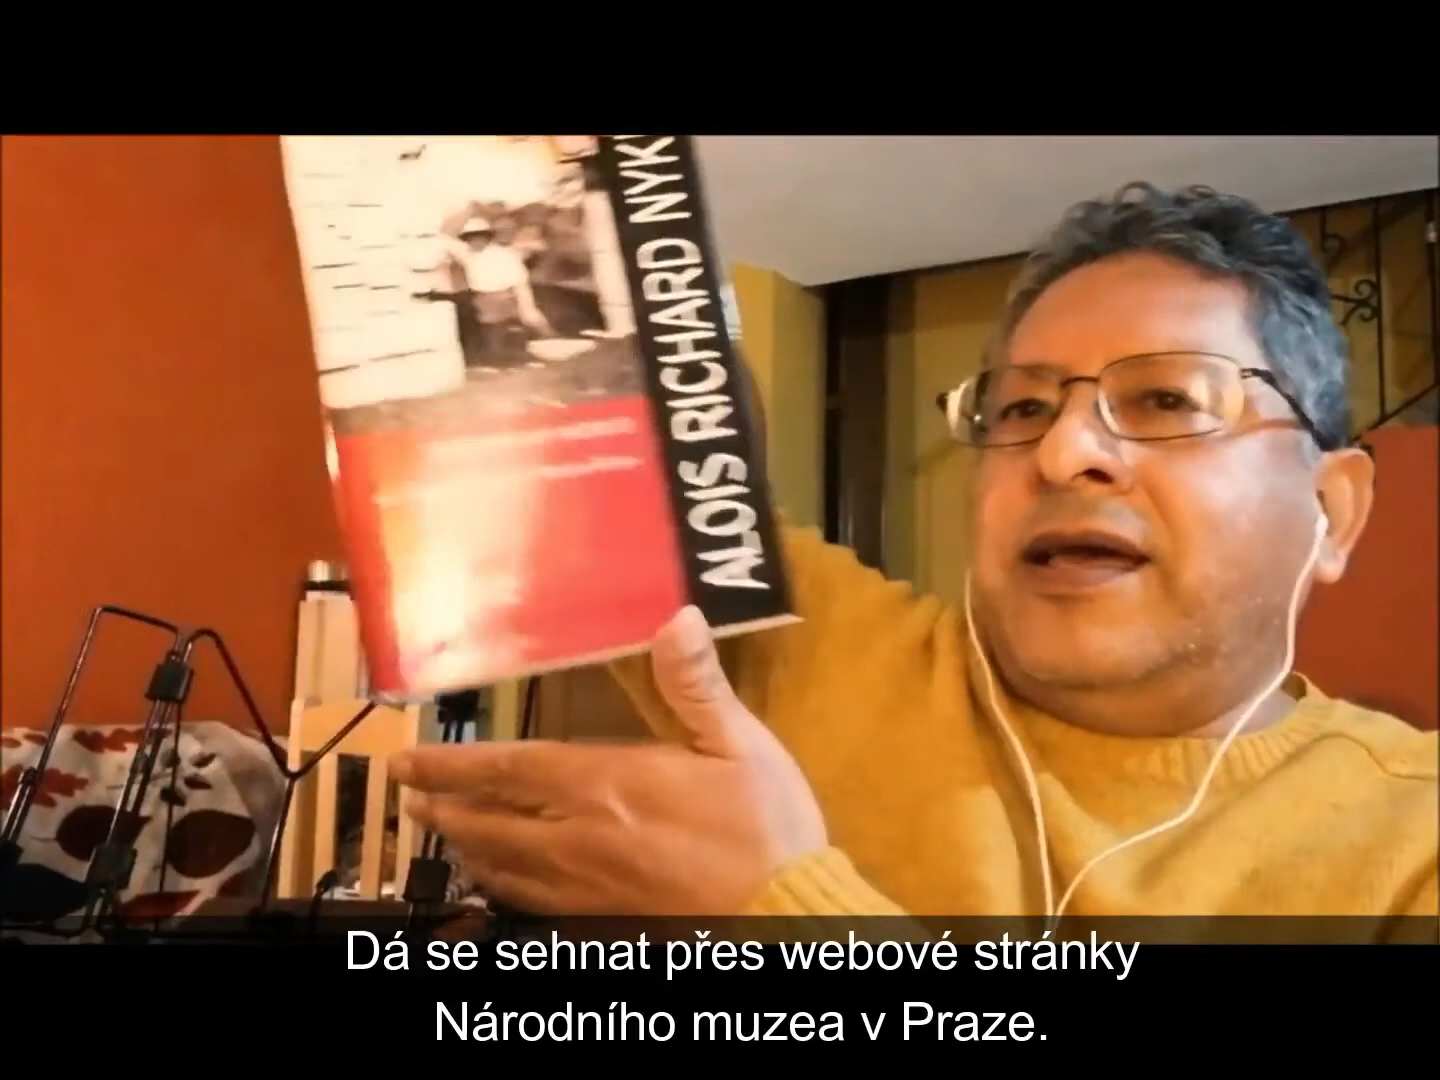 ALOIS RICHARD NYK
Dá se sehnat přes webové stránky
Národního muzea v Praze.